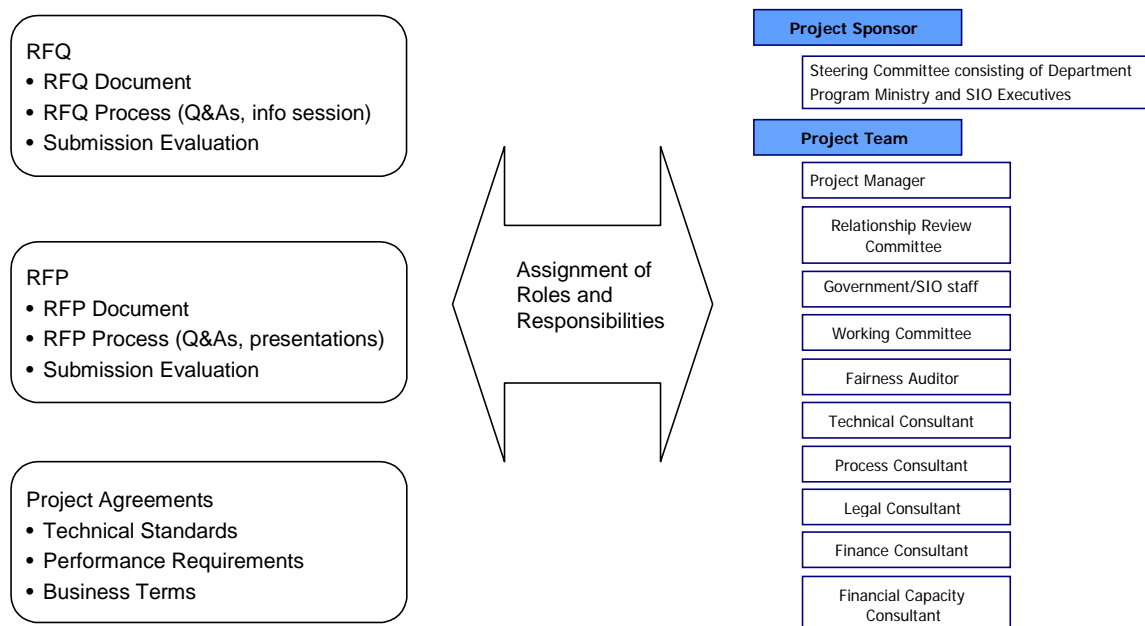 RFQ
• RFQ Document
• RFQ Process (Q&As, info session)
• Submission Evaluation
RFP
• RFP Document
• RFP Process (Q&As, presentations)
• Submission Evaluation
Project Agreements
• Technical Standards
• Performance Requirements
• Business Terms
Assignment of
Roles and
Responsibilities
Project Sponsor
Steering Committee consisting of Department
Program Ministry and SIO Executives
Project Team
Project Manager
Relationship Review
Committee
Government/SIO staff
Working Committee
Fairness Auditor
Technical Consultant
Process Consultant
Legal Consultant
Finance Consultant
Financial Capacity
Consultant